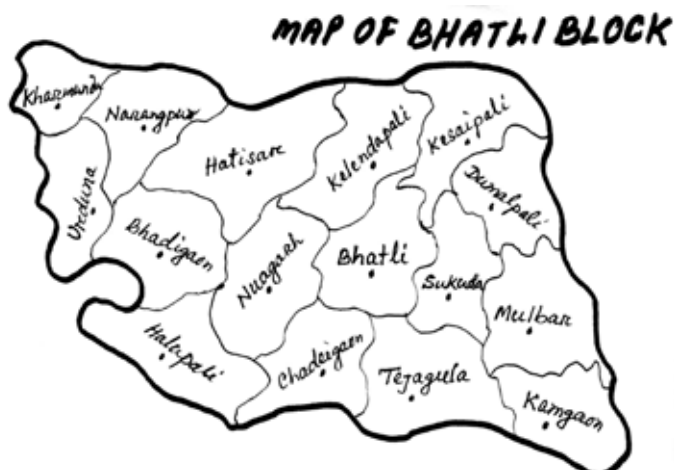 MAP OF BHATLI BLOCK
Kharmunda
Narangpur
Hatisare
Kelendapali
Kesaipali
Dumalpali
Urduna
Bhadigaon
Nuagarh
Bhatli
Sukuda
Mulbar
Halupali
Chadeigaon
Tejagula
Kamgaon